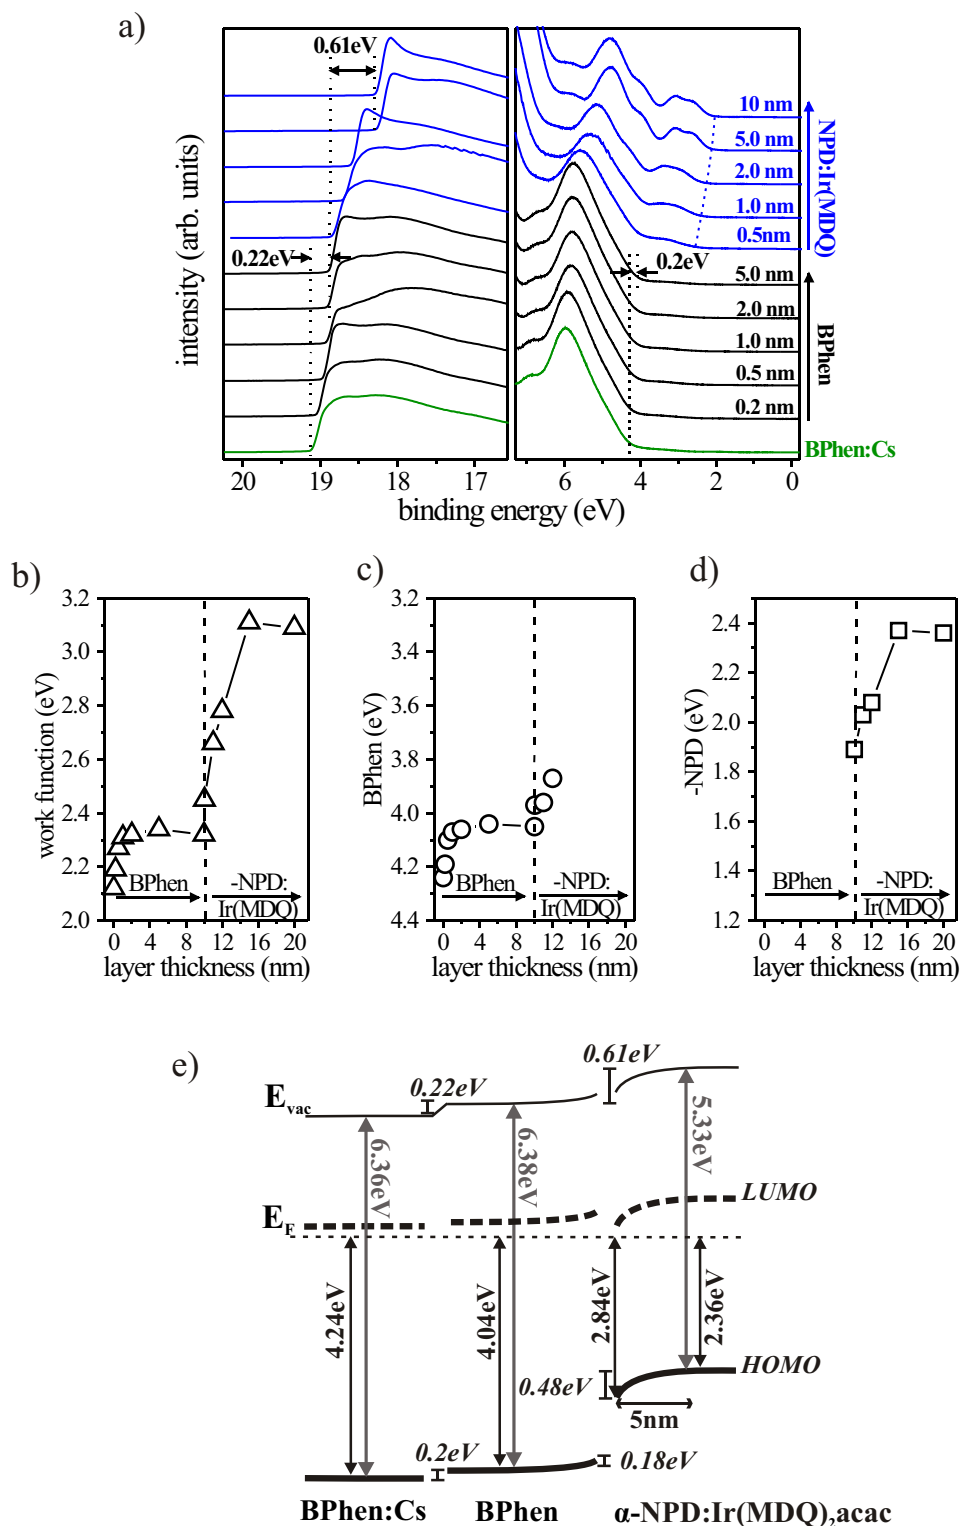 a)
0.61eV
0.22eV
0.2eV
10 nm
5.0 nm
2.0 nm
1.0 nm
0.5nm
5.0 nm
2.0 nm
1.0 nm
0.5 nm
0.2 nm
BPhen:Cs
NPD:Ir(MDQ)
BPhen
intensity (arb. units)
20 19 18 17 6 4 2 0
binding energy (eV)
b)
3.2
3.0
2.8
2.6
2.4
2.2
2.0
work function (eV)
BPhen
-NPD:
Ir(MDQ)
0 4 8 12 16 20
layer thickness (nm)
c)
3.2
3.4
3.6
3.8
4.0
4.2
4.4
BPhen (eV)
BPhen
-NPD:
Ir(MDQ)
0 4 8 12 16 20
layer thickness (nm)
d)
2.4
2.2
2.0
1.8
1.6
1.4
1.2
-NPD (eV)
BPhen
-NPD:
Ir(MDQ)
0 4 8 12 16 20
layer thickness (nm)
e)
Evac
0.22eV
0.61eV
6.36eV
6.38eV
5.33eV
LUMO
EF
4.24eV
4.04eV
2.84eV
2.36eV
HOMO
0.48eV
5nm
0.2eV
0.18eV
BPhen:Cs BPhen α-NPD:Ir(MDQ)2acac